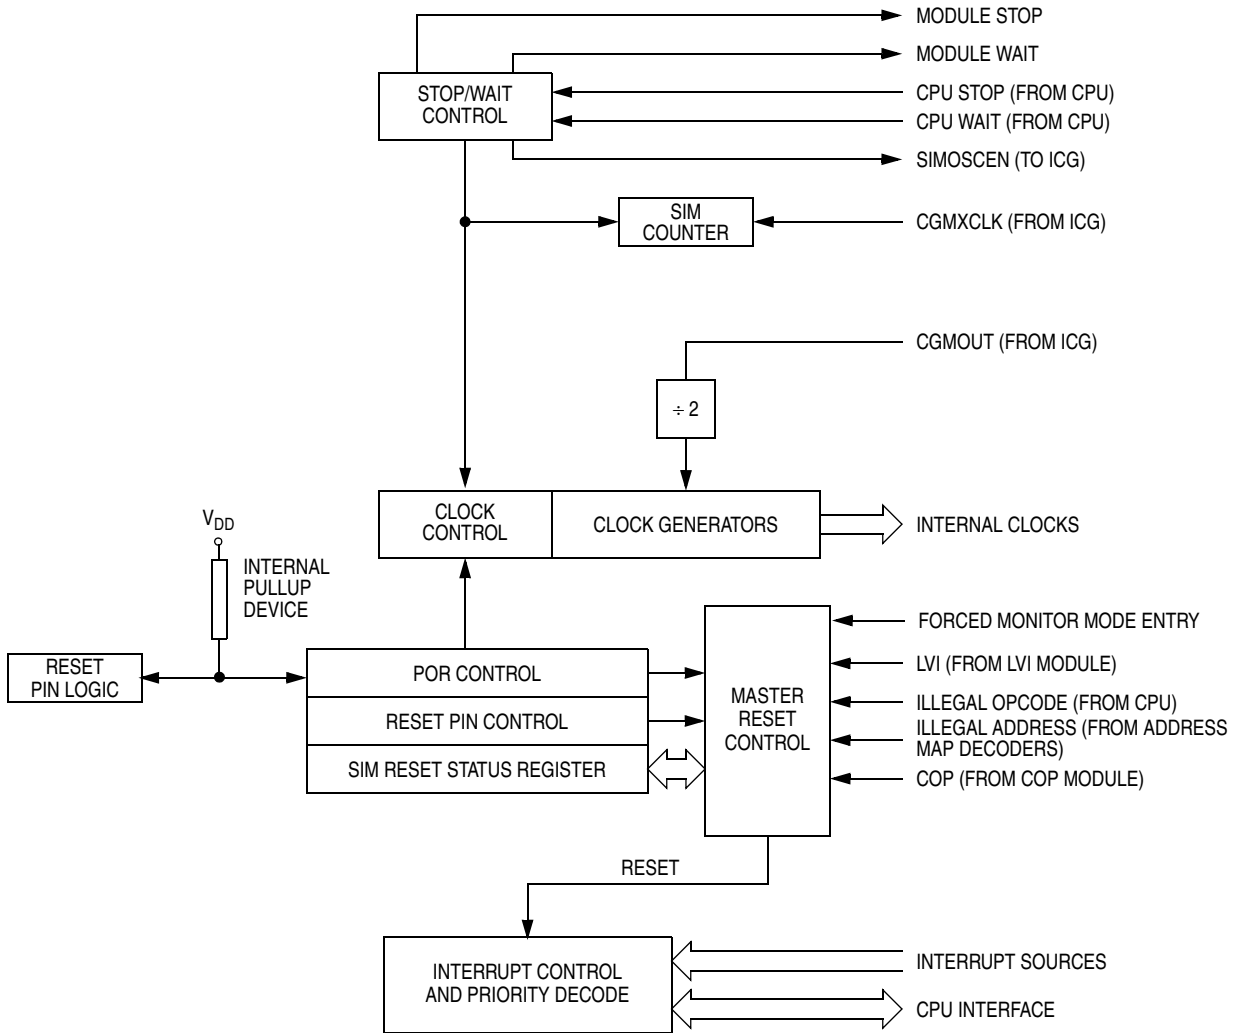 MODULE STOP
MODULE WAIT
STOP/WAIT
CONTROL
CPU STOP (FROM CPU)
CPU WAIT (FROM CPU)
SIMOSCEN (TO ICG)
SIM
COUNTER
CGMXCLK (FROM ICG)
CGMOUT (FROM ICG)
÷ 2
CLOCK
CONTROL
CLOCK GENERATORS
INTERNAL CLOCKS
VDD
INTERNAL
PULLUP
DEVICE
RESET
PIN LOGIC
POR CONTROL
RESET PIN CONTROL
SIM RESET STATUS REGISTER
MASTER
RESET
CONTROL
FORCED MONITOR MODE ENTRY
LVI (FROM LVI MODULE)
ILLEGAL OPCODE (FROM CPU)
ILLEGAL ADDRESS (FROM ADDRESS
MAP DECODERS)
COP (FROM COP MODULE)
RESET
INTERRUPT CONTROL
AND PRIORITY DECODE
INTERRUPT SOURCES
CPU INTERFACE